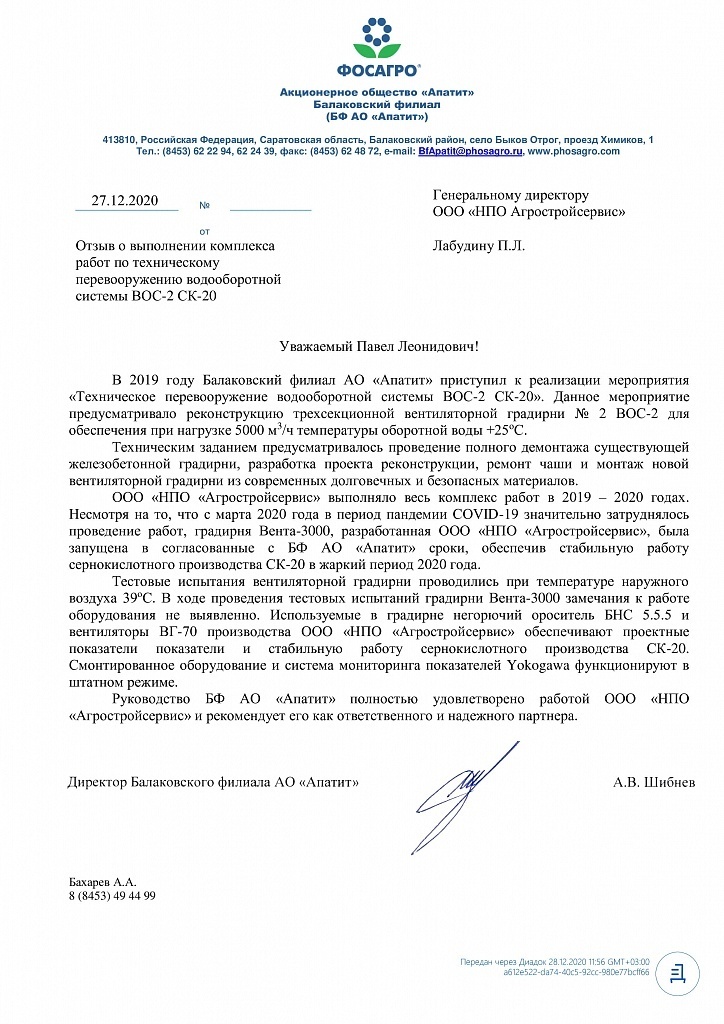 ФОСАГРО®
Акционерное общество «Апатит»
Балаковский филиал
(БФ АО «Апатит»)
413810, Российская Федерация, Саратовская область, Балаковский район, село Быков Отрог, проезд Химиков, 1
Тел.: (8453) 62 22 94, 62 24 39, факс: (8453) 62 48 72, e-mail: BfApatit@phosagro.ru, www.phosagro.com
27.12.2020 №
от
Отзыв о выполнении комплекса
работ по техническому
перевооружению водооборотной
системы ВОС-2 СК-20
Генеральному директору
ООО «НПО Агростройсервис»
Лабудину П.Л.
Уважаемый Павел Леонидович!
В 2019 году Балаковский филиал АО «Апатит» приступил к реализации мероприятия
«Техническое перевооружение водооборотной системы ВОС-2 СК-20». Данное мероприятие
предусматривало реконструкцию трехсекционной вентиляторной градирни № 2 ВОС-2 для
обеспечения при нагрузке 5000 м³/ч температуры оборотной воды +25ºС.
Техническим заданием предусматривалось проведение полного демонтажа существующей
железобетонной градирни, разработка проекта реконструкции, ремонт чаши и монтаж новой
вентиляторной градирни из современных долговечных и безопасных материалов.
ООО «НПО «Агростройсервис» выполняло весь комплекс работ в 2019 – 2020 годах.
Несмотря на то, что с марта 2020 года в период пандемии COVID-19 значительно затруднялось
проведение работ, градирня Вента-3000, разработанная ООО «НПО «Агростройсервис», была
запущена в согласованные с БФ АО «Апатит» сроки, обеспечив стабильную работу
сернокислотного производства СК-20 в жаркий период 2020 года.
Тестовые испытания вентиляторной градирни проводились при температуре наружного
воздуха 39ºС. В ходе проведения тестовых испытаний градирни Вента-3000 замечания к работе
оборудования не выявленно. Используемые в градирне негорючий ороситель БНС 5.5.5 и
вентиляторы ВГ-70 производства ООО «НПО «Агростройсервис» обеспечивают проектные
показатели показатели и стабильную работу сернокислотного производства СК-20.
Смонтированное оборудование и система мониторинга показателей Yokogawa функционируют в
штатном режиме.
Руководство БФ АО «Апатит» полностью удовлетворено работой ООО «НПО
«Агростройсервис» и рекомендует его как ответственного и надежного партнера.
Директор Балаковского филиала АО «Апатит» А.В. Шибнев
Бахарев А.А.
8 (8453) 49 44 99
Передан через Диадок 28.12.2020 11:56 GMT+03:00
a612e522-da74-40c5-92cc-980e77bcff66